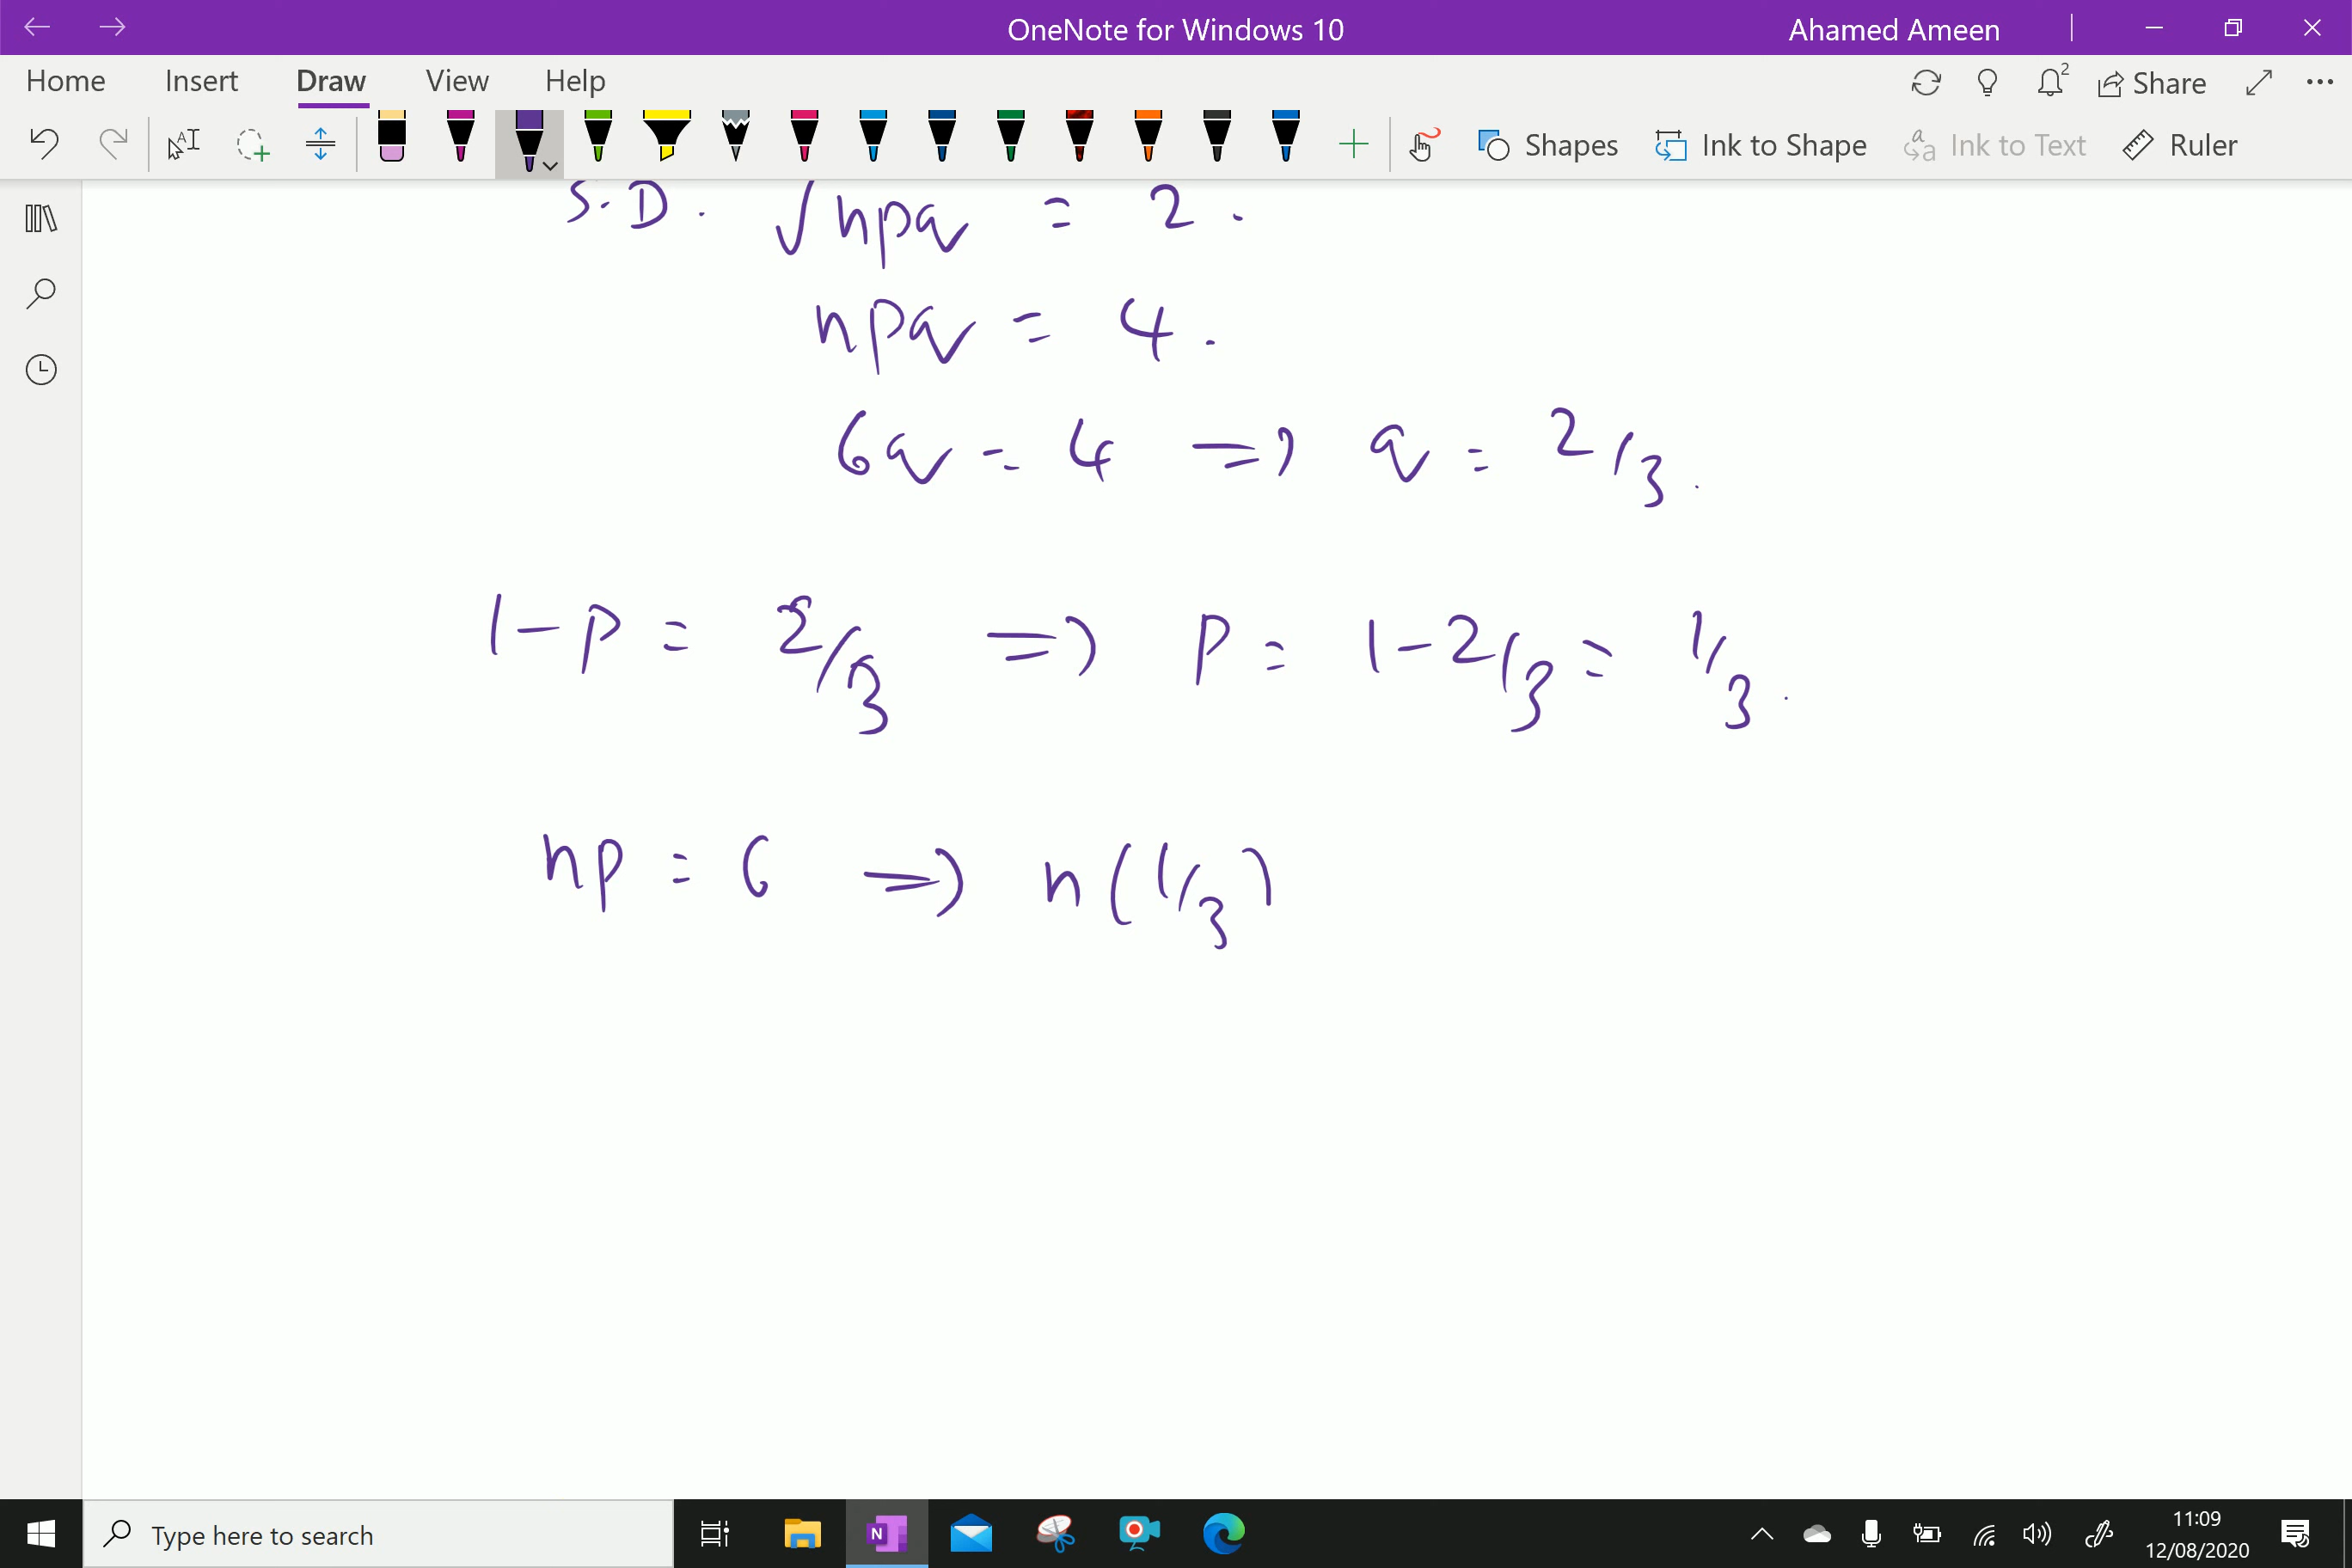 OneNote for Windows 10 Ahamed Ameen
Home Insert Draw View Help 2 Share
Shapes Ink to Shape Ink to Text Ruler
S.D. √npq = 2.
npq = 4.
6q = 4 => q = 2/3.
1-p = 2/3 => p = 1-2/3 = 1/3.
np = 6 => n(1/3)
Type here to search
11:09
12/08/2020